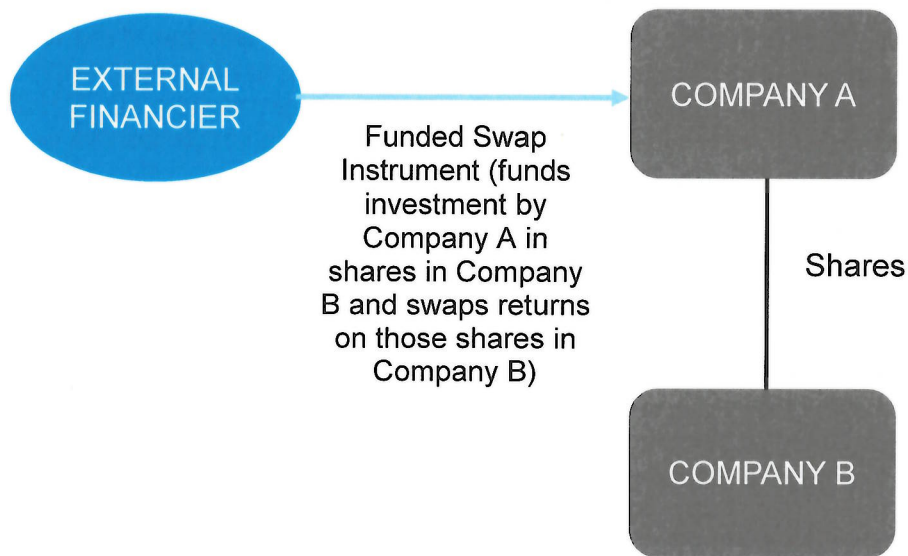 EXTERNAL
FINANCIER
COMPANY A
Funded Swap
Instrument (funds
investment by
Company A in
shares in Company
B and swaps returns
on those shares in
Company B)
Shares
COMPANY B